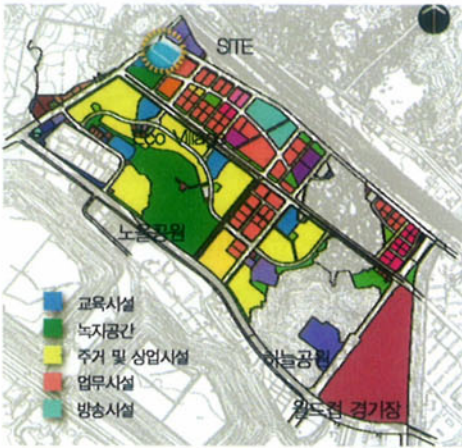 SITE
Eco Village
노을공원
교육시설
녹지공간
주거 및 상업시설
업무시설
방송시설
하늘공원
월드컵 경기장